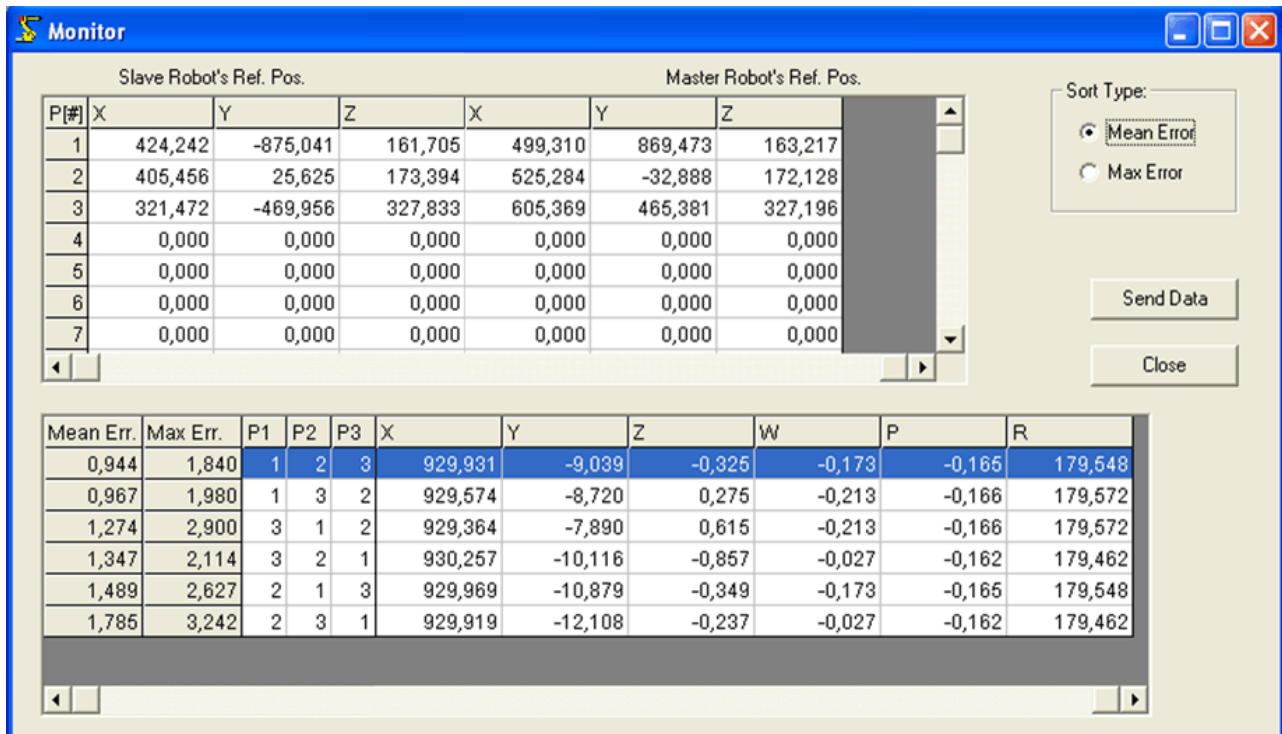 Monitor
Slave Robot's Ref. Pos. Master Robot's Ref. Pos.
P[#] X Y Z X Y Z
1 424,242 -875,041 161,705 499,310 869,473 163,217
2 405,456 25,625 173,394 525,284 -32,888 172,128
3 321,472 -469,956 327,833 605,369 465,381 327,196
4 0,000 0,000 0,000 0,000 0,000 0,000
5 0,000 0,000 0,000 0,000 0,000 0,000
6 0,000 0,000 0,000 0,000 0,000 0,000
7 0,000 0,000 0,000 0,000 0,000 0,000
Sort Type:
Mean Error
Max Error
Send Data
Close
Mean Err. Max Err. P1 P2 P3 X Y Z W P R
0,944 1,840 1 2 3 929,931 -9,039 -0,325 -0,173 -0,165 179,548
0,967 1,980 1 3 2 929,574 -8,720 0,275 -0,213 -0,166 179,572
1,274 2,900 3 1 2 929,364 -7,890 0,615 -0,213 -0,166 179,572
1,347 2,114 3 2 1 930,257 -10,116 -0,857 -0,027 -0,162 179,462
1,489 2,627 2 1 3 929,969 -10,879 -0,349 -0,173 -0,165 179,548
1,785 3,242 2 3 1 929,919 -12,108 -0,237 -0,027 -0,162 179,462